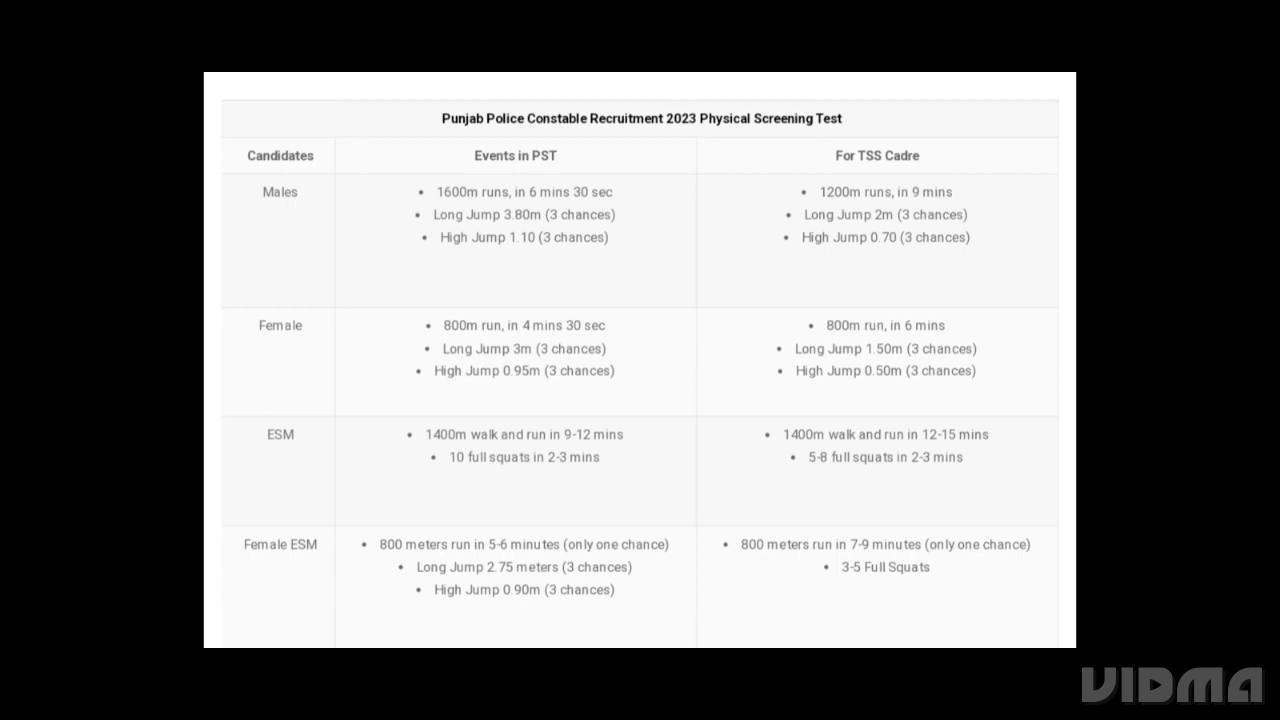 Punjab Police Constable Recruitment 2023 Physical Screening Test
Candidates Events in PST For TSS Cadre
Males
• 1600m runs, in 6 mins 30 sec
• Long Jump 3.80m (3 chances)
• High Jump 1.10 (3 chances)
• 1200m runs, in 9 mins
• Long Jump 2m (3 chances)
• High Jump 0.70 (3 chances)
Female
• 800m run, in 4 mins 30 sec
• Long Jump 3m (3 chances)
• High Jump 0.95m (3 chances)
• 800m run, in 6 mins
• Long Jump 1.50m (3 chances)
• High Jump 0.50m (3 chances)
ESM
• 1400m walk and run in 9-12 mins
• 10 full squats in 2-3 mins
• 1400m walk and run in 12-15 mins
• 5-8 full squats in 2-3 mins
Female ESM
• 800 meters run in 5-6 minutes (only one chance)
• Long Jump 2.75 meters (3 chances)
• High Jump 0.90m (3 chances)
• 800 meters run in 7-9 minutes (only one chance)
• 3-5 Full Squats
VIDMA